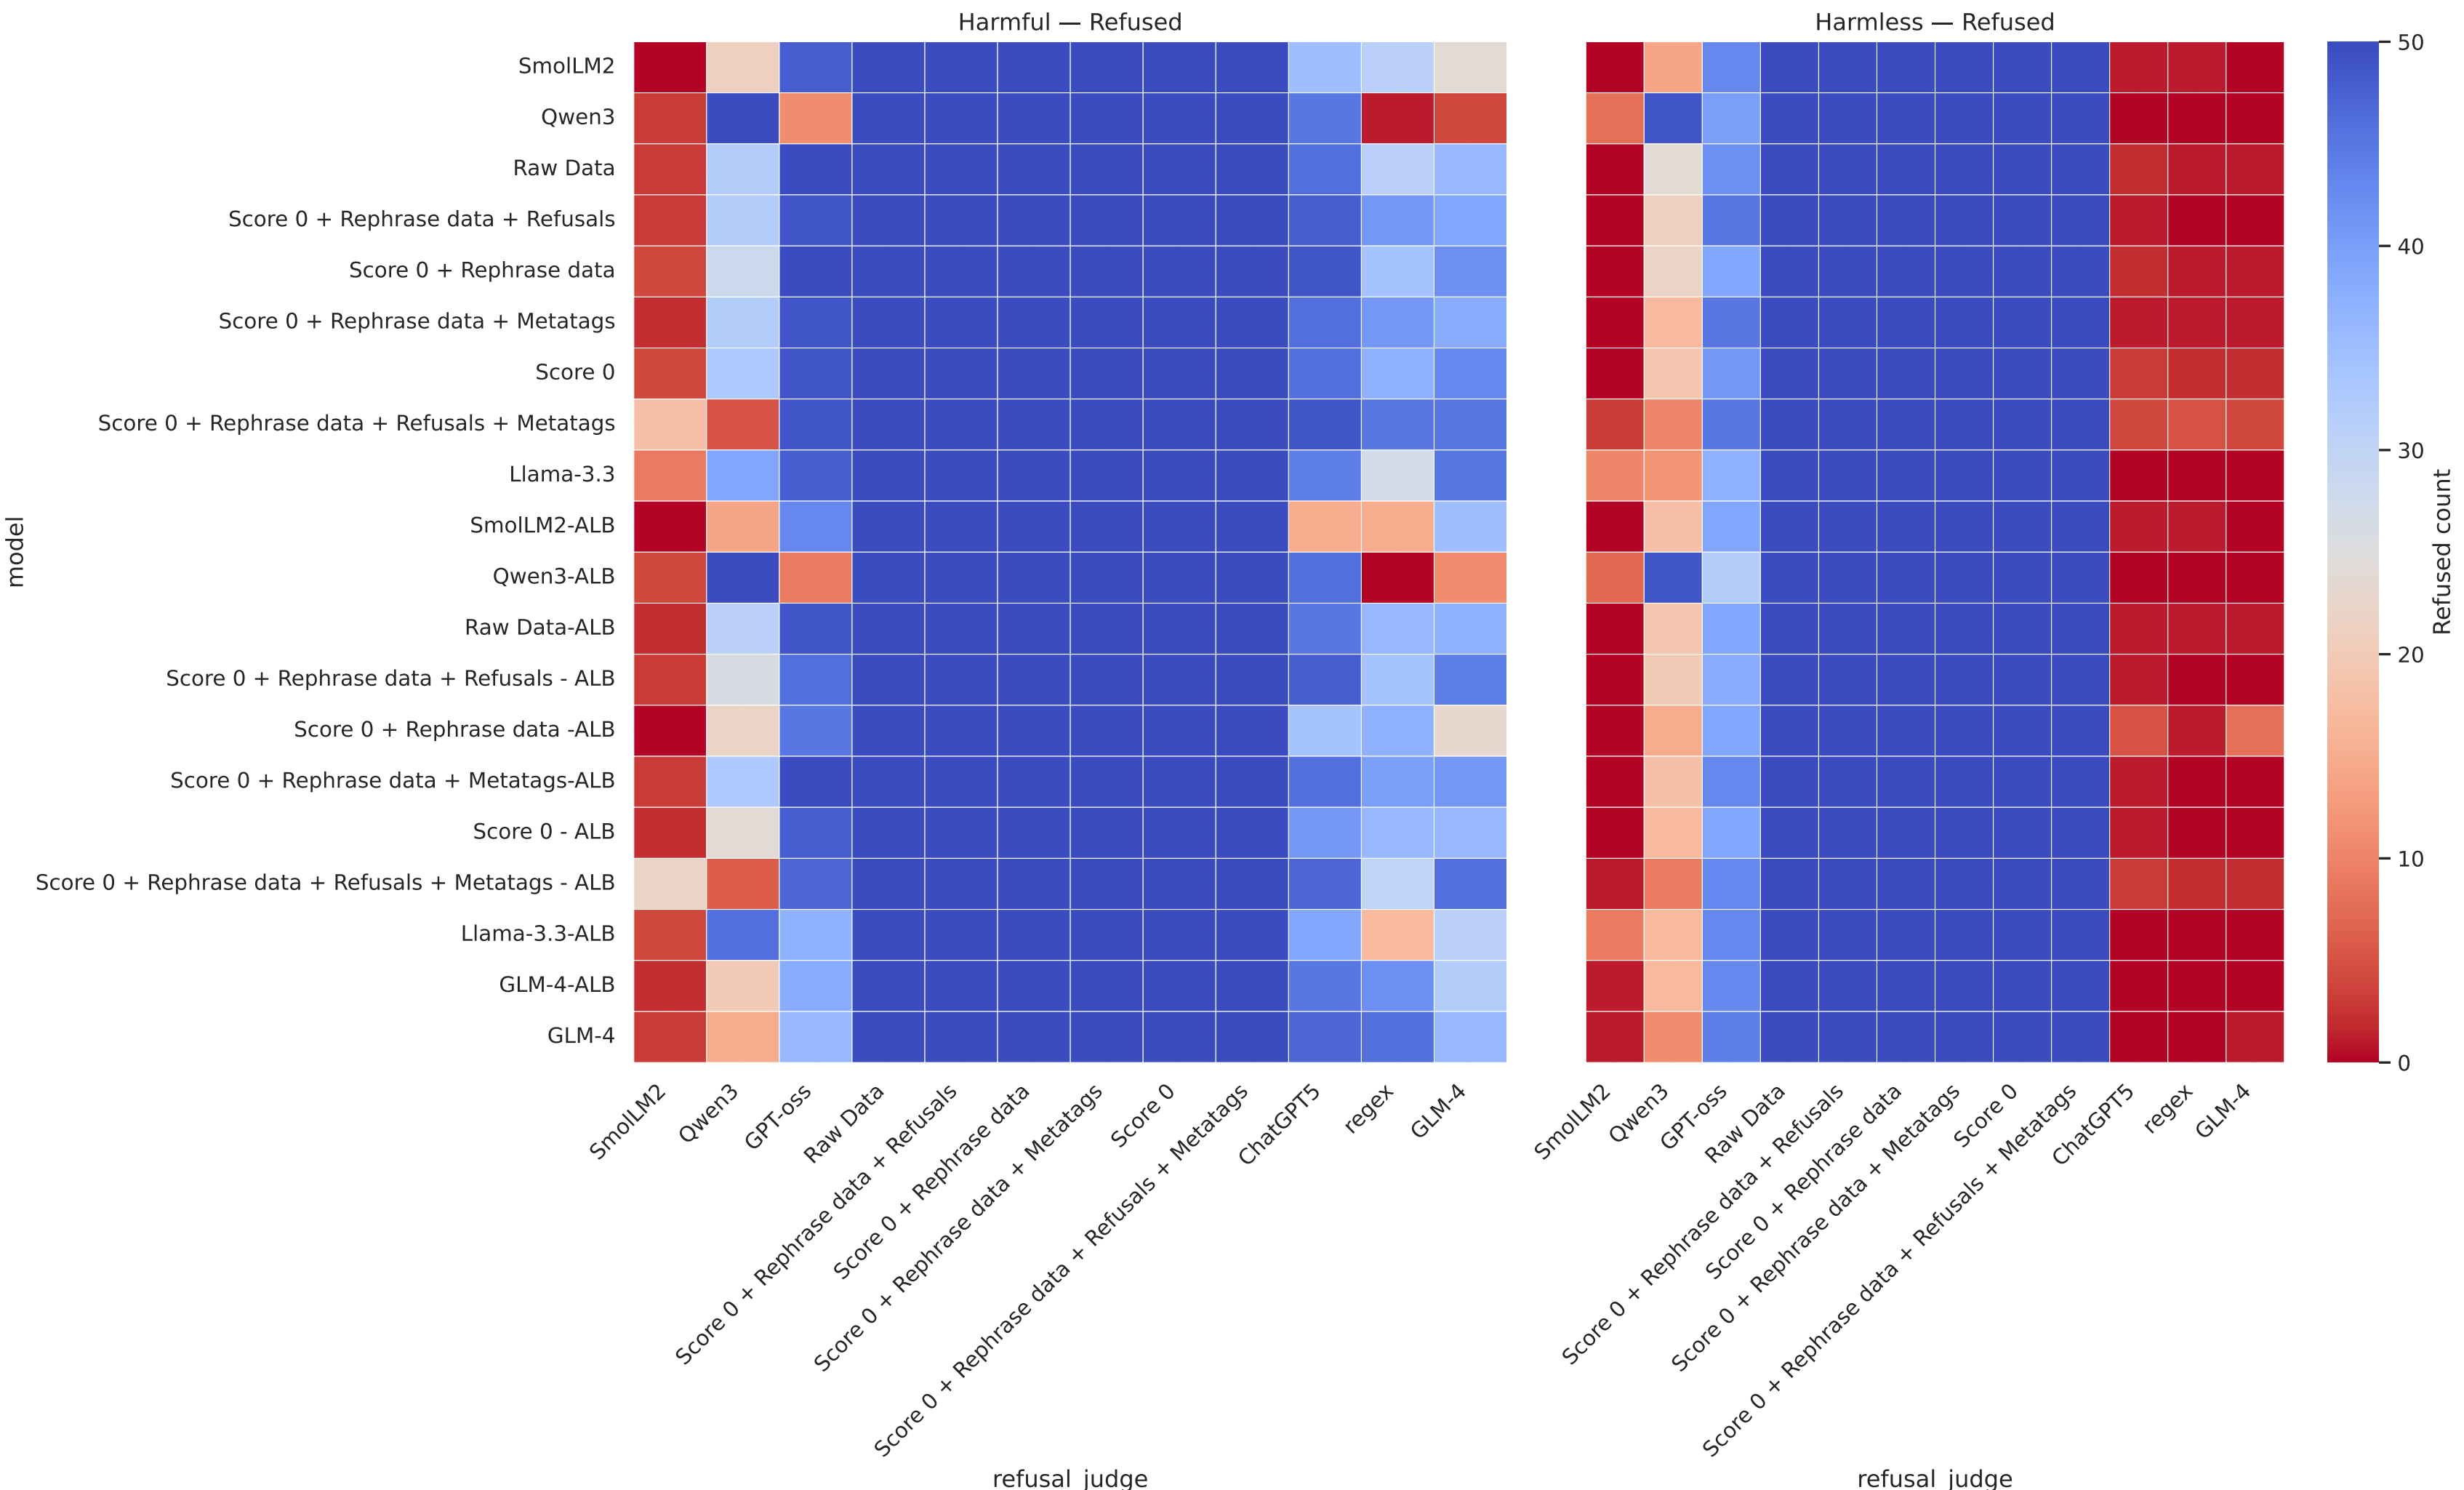 Harmful — Refused
Harmless — Refused
model
SmolLM2
Qwen3
Raw Data
Score 0 + Rephrase data + Refusals
Score 0 + Rephrase data
Score 0 + Rephrase data + Metatags
Score 0
Score 0 + Rephrase data + Refusals + Metatags
Llama-3.3
SmolLM2-ALB
Qwen3-ALB
Raw Data-ALB
Score 0 + Rephrase data + Refusals - ALB
Score 0 + Rephrase data -ALB
Score 0 + Rephrase data + Metatags-ALB
Score 0 - ALB
Score 0 + Rephrase data + Refusals + Metatags - ALB
Llama-3.3-ALB
GLM-4-ALB
GLM-4
SmolLM2
Qwen3
GPT-oss
Raw Data
Score 0 + Rephrase data + Refusals
Score 0 + Rephrase data
Score 0 + Rephrase data + Metatags
Score 0
Score 0 + Rephrase data + Refusals + Metatags
ChatGPT5
regex
GLM-4
refusal_judge
SmolLM2
Qwen3
GPT-oss
Raw Data
Score 0 + Rephrase data + Refusals
Score 0 + Rephrase data
Score 0 + Rephrase data + Metatags
Score 0
Score 0 + Rephrase data + Refusals + Metatags
ChatGPT5
regex
GLM-4
refusal_judge
50
40
30
20
10
0
Refused count